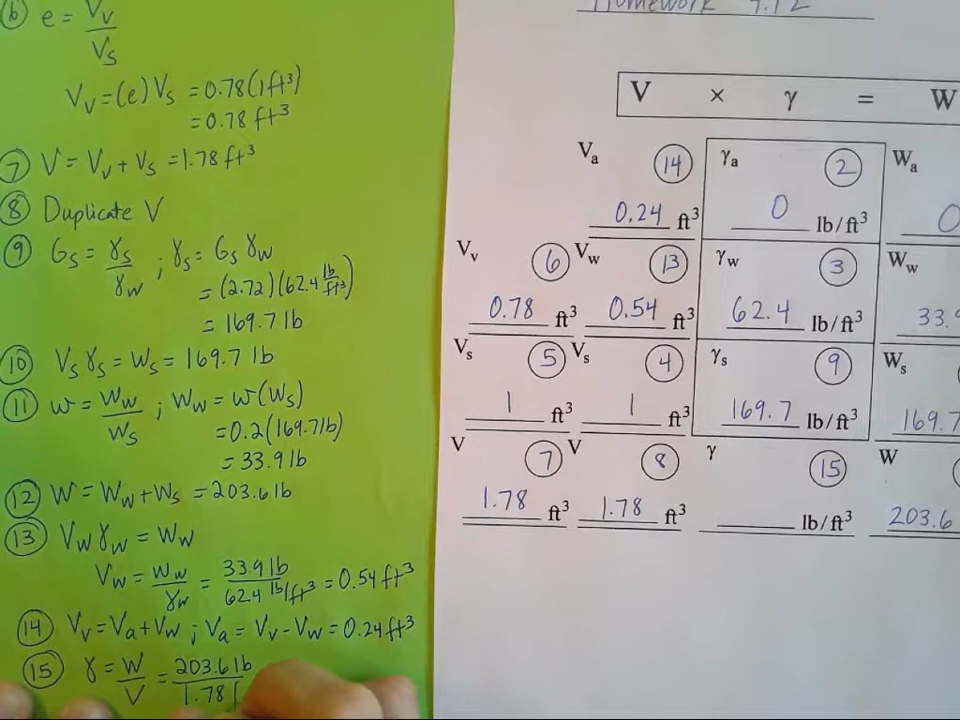 ⑥ e = Vv/Vs
Vv = (e)Vs = 0.78(1ft³)
= 0.78 ft³
⑦ V = Vv + Vs = 1.78 ft³
⑧ Duplicate V
⑨ Gs = γs/γw ; γs = Gs γw
= (2.72)(62.4 lb/ft³)
= 169.7 lb
⑩ Vs γs = Ws = 169.7 lb
⑪ w = Ww/Ws ; Ww = w(Ws)
= 0.2(169.7lb)
= 33.9 lb
⑫ W = Ww + Ws = 203.6 lb
⑬ Vw γw = Ww
Vw = Ww/γw = 33.9 lb/62.4 lb/ft³ = 0.54 ft³
⑭ Vv = Va + Vw ; Va = Vv - Vw = 0.24 ft³
⑮ γ = W/V = 203.6 lb/1.78
Homework
V × γ = W
Va ⑭ γa ② Wa
0.24 ft³ 0 lb/ft³ 0
Vv ⑥ Vw ⑬ γw ③ Ww
0.78 ft³ 0.54 ft³ 62.4 lb/ft³ 33.9
Vs ⑤ Vs ④ γs ⑨ Ws
1 ft³ 1 ft³ 169.7 lb/ft³ 169.7
V ⑦ V ⑧ γ ⑮ W
1.78 ft³ 1.78 ft³ lb/ft³ 203.6